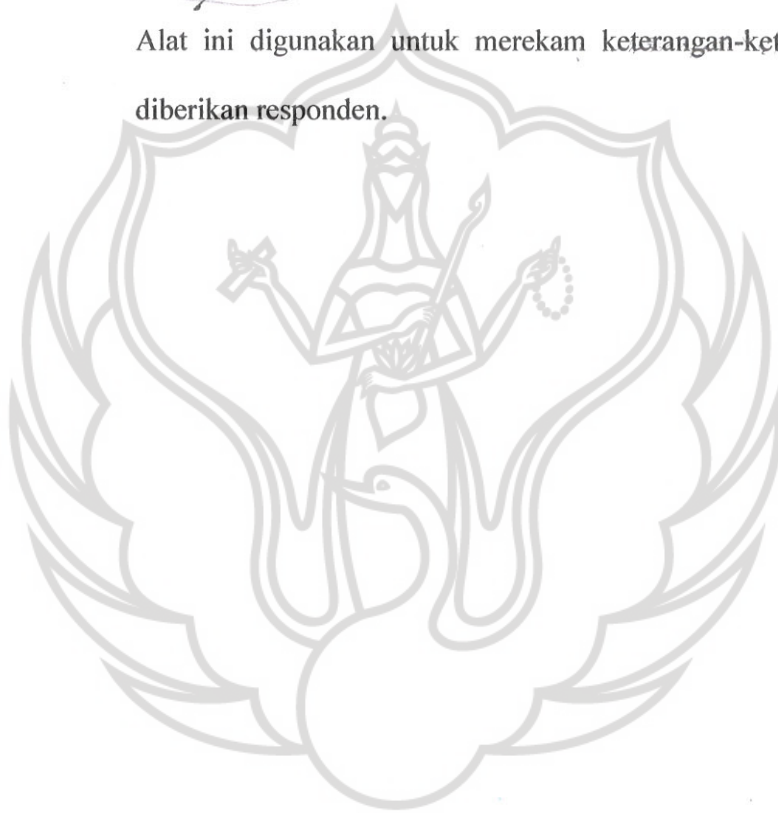 Alat ini digunakan untuk merekam keterangan-ket
diberikan responden.